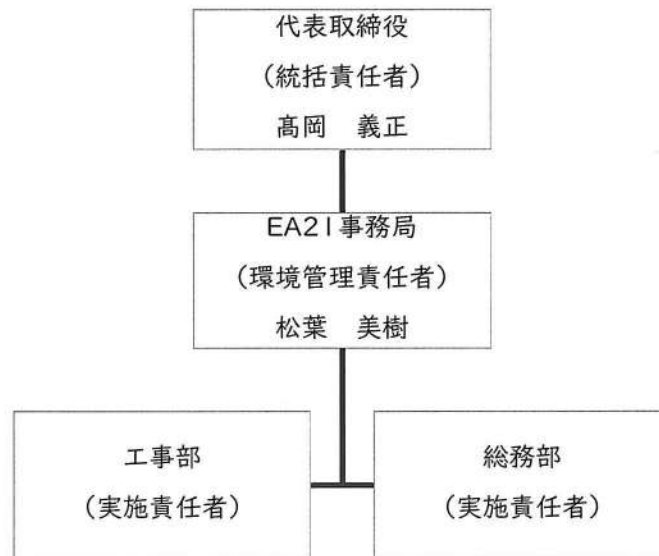 代表取締役
（統括責任者）
髙岡　義正
EA21事務局
（環境管理責任者）
松葉　美樹
工事部
（実施責任者）
総務部
（実施責任者）